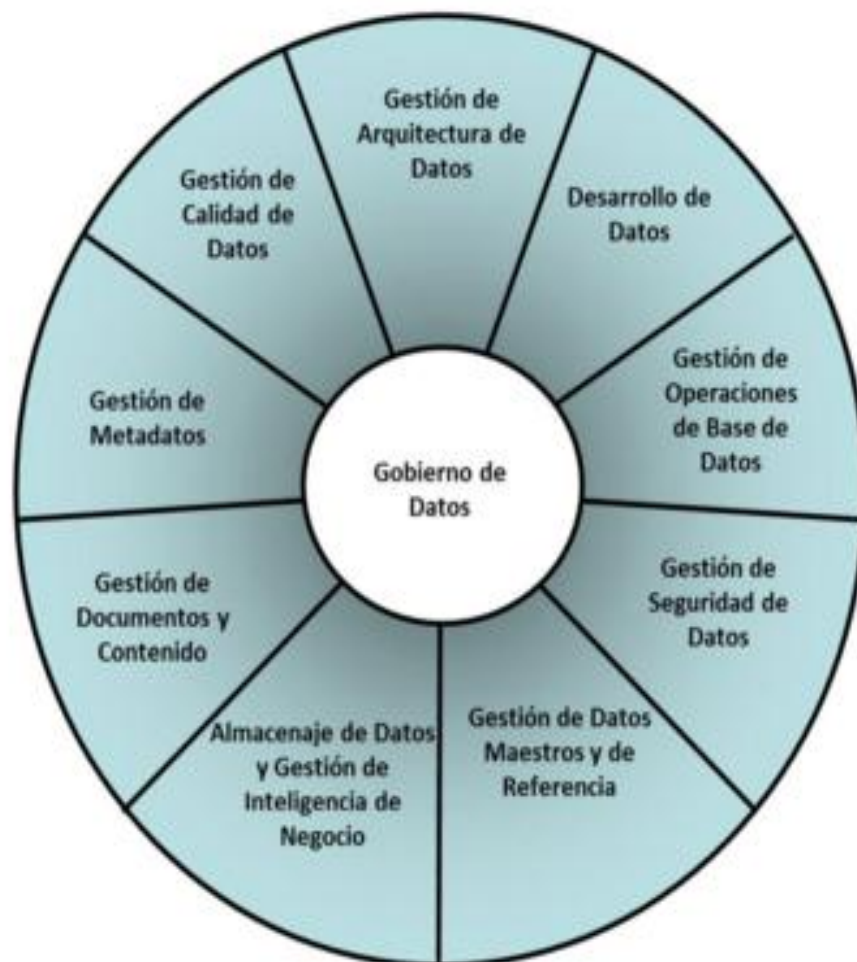 Gestión de
Arquitectura de
Datos
Desarrollo de
Datos
Gestión de
Operaciones
de Base de
Datos
Gestión de
Seguridad de
Datos
Gestión de Datos
Maestros y de
Referencia
Almacenaje de Datos
y Gestión de
Inteligencia de
Negocio
Gestión de
Documentos y
Contenido
Gestión de
Metadatos
Gestión de
Calidad de
Datos
Gobierno de
Datos